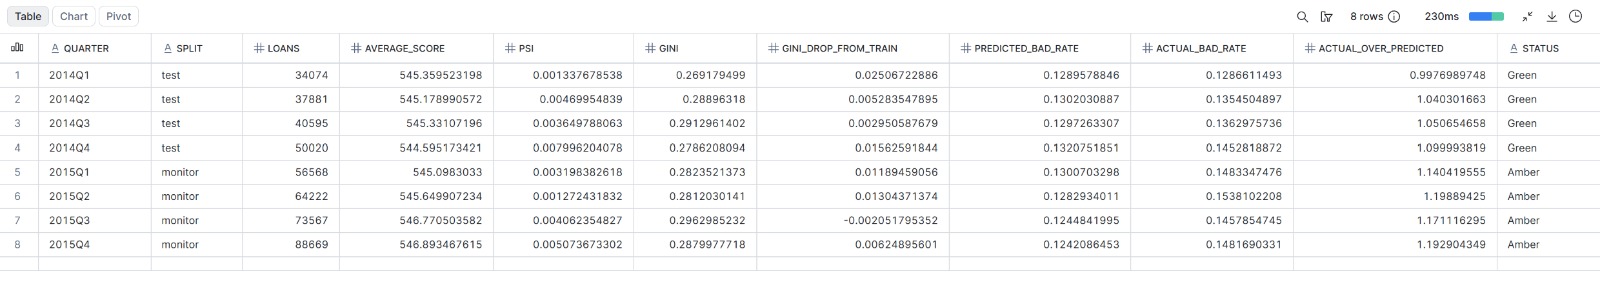 Table Chart Pivot 8 rows 230ms
QUARTER SPLIT LOANS AVERAGE_SCORE PSI GINI GINI_DROP_FROM_TRAIN PREDICTED_BAD_RATE ACTUAL_BAD_RATE ACTUAL_OVER_PREDICTED STATUS
1 2014Q1 test 34074 545.359523198 0.001337678538 0.269179499 0.02506722886 0.1289578846 0.1286611493 0.9976989748 Green
2 2014Q2 test 37881 545.178990572 0.00469954839 0.28896318 0.005283547895 0.1302030887 0.1354504897 1.040301663 Green
3 2014Q3 test 40595 545.33107196 0.003649788063 0.2912961402 0.002950587679 0.1297263307 0.1362975736 1.050654658 Green
4 2014Q4 test 50020 544.595173421 0.007996204078 0.2786208094 0.01562591844 0.1320751851 0.1452818872 1.099993819 Green
5 2015Q1 monitor 56568 545.0983033 0.003198382618 0.2823521373 0.01189459056 0.1300703298 0.1483347476 1.140419555 Amber
6 2015Q2 monitor 64222 545.649907234 0.001272431832 0.2812030141 0.01304371374 0.1282934011 0.1538102208 1.19889425 Amber
7 2015Q3 monitor 73567 546.770503582 0.004062354827 0.2962985232 -0.002051795352 0.1244841995 0.1457854745 1.171116295 Amber
8 2015Q4 monitor 88669 546.893467615 0.005073673302 0.2879977718 0.00624895601 0.1242086453 0.1481690331 1.192904349 Amber